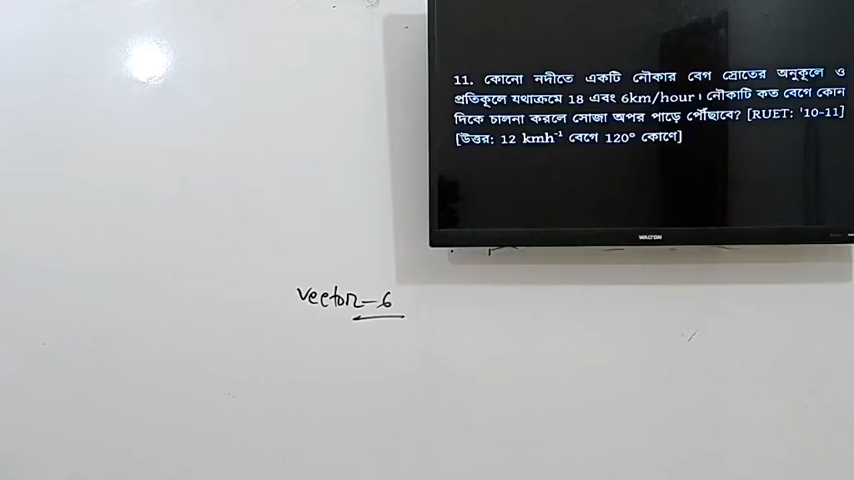 11. কোনো নদীতে একটি নৌকার বেগ স্রোতের অনুকূলে ও
প্রতিকূলে যথাক্রমে 18 এবং 6km/hour। নৌকাটি কত বেগে কোন
দিকে চালনা করলে সোজা অপর পাড়ে পৌঁছাবে? [RUET: '10-11]
[উত্তর: 12 kmh⁻¹ বেগে 120° কোণে]
WALTON
vector-6